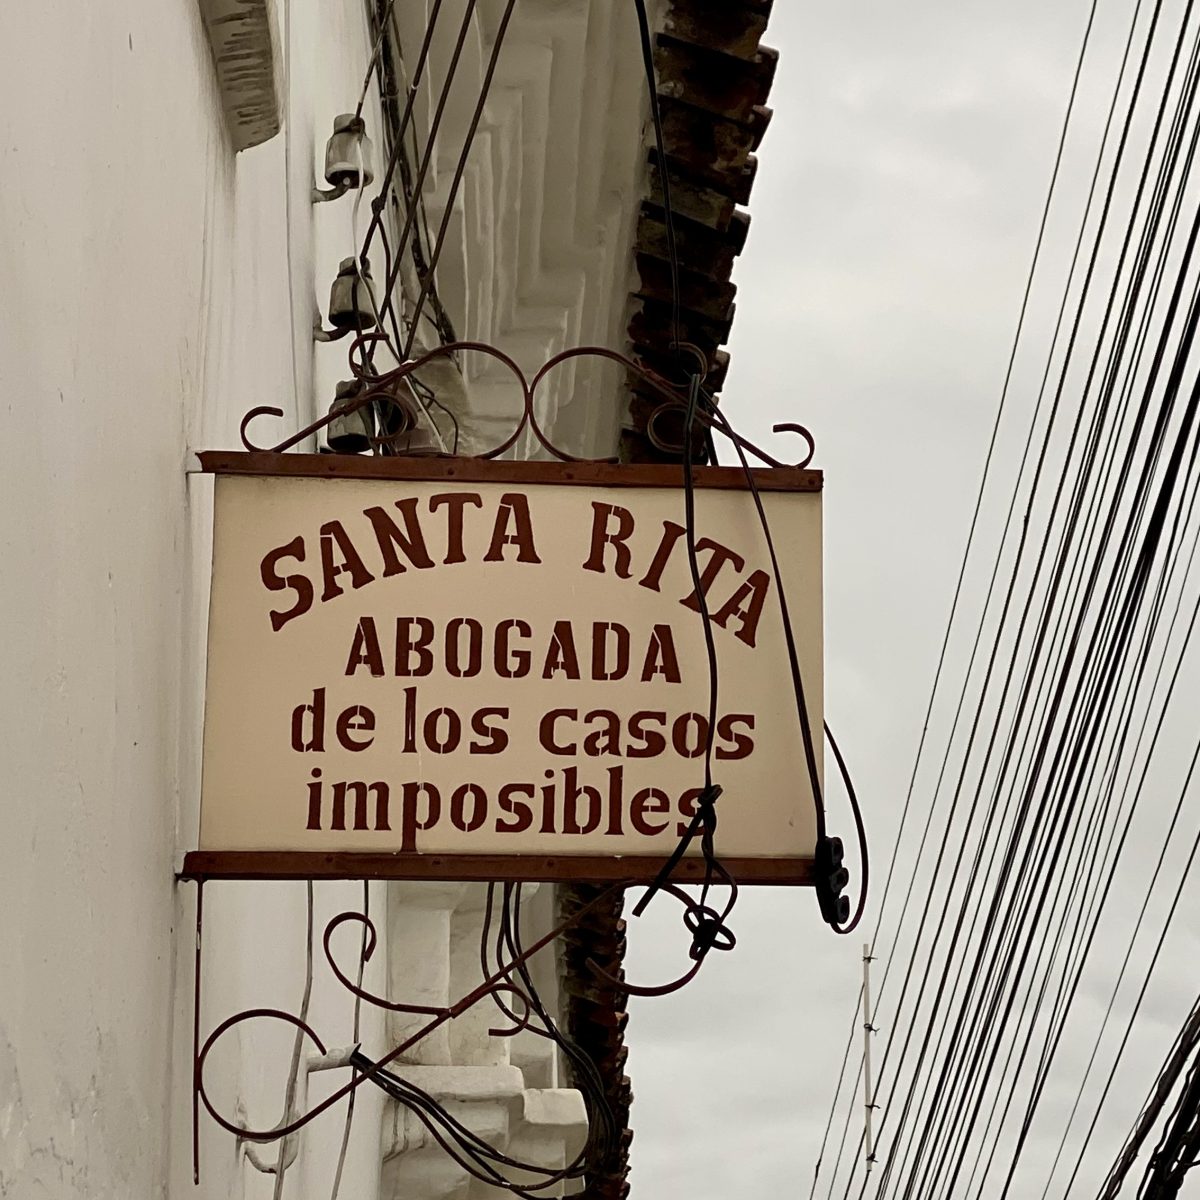 SANTA RITA
ABOGADA
de los casos
imposibles